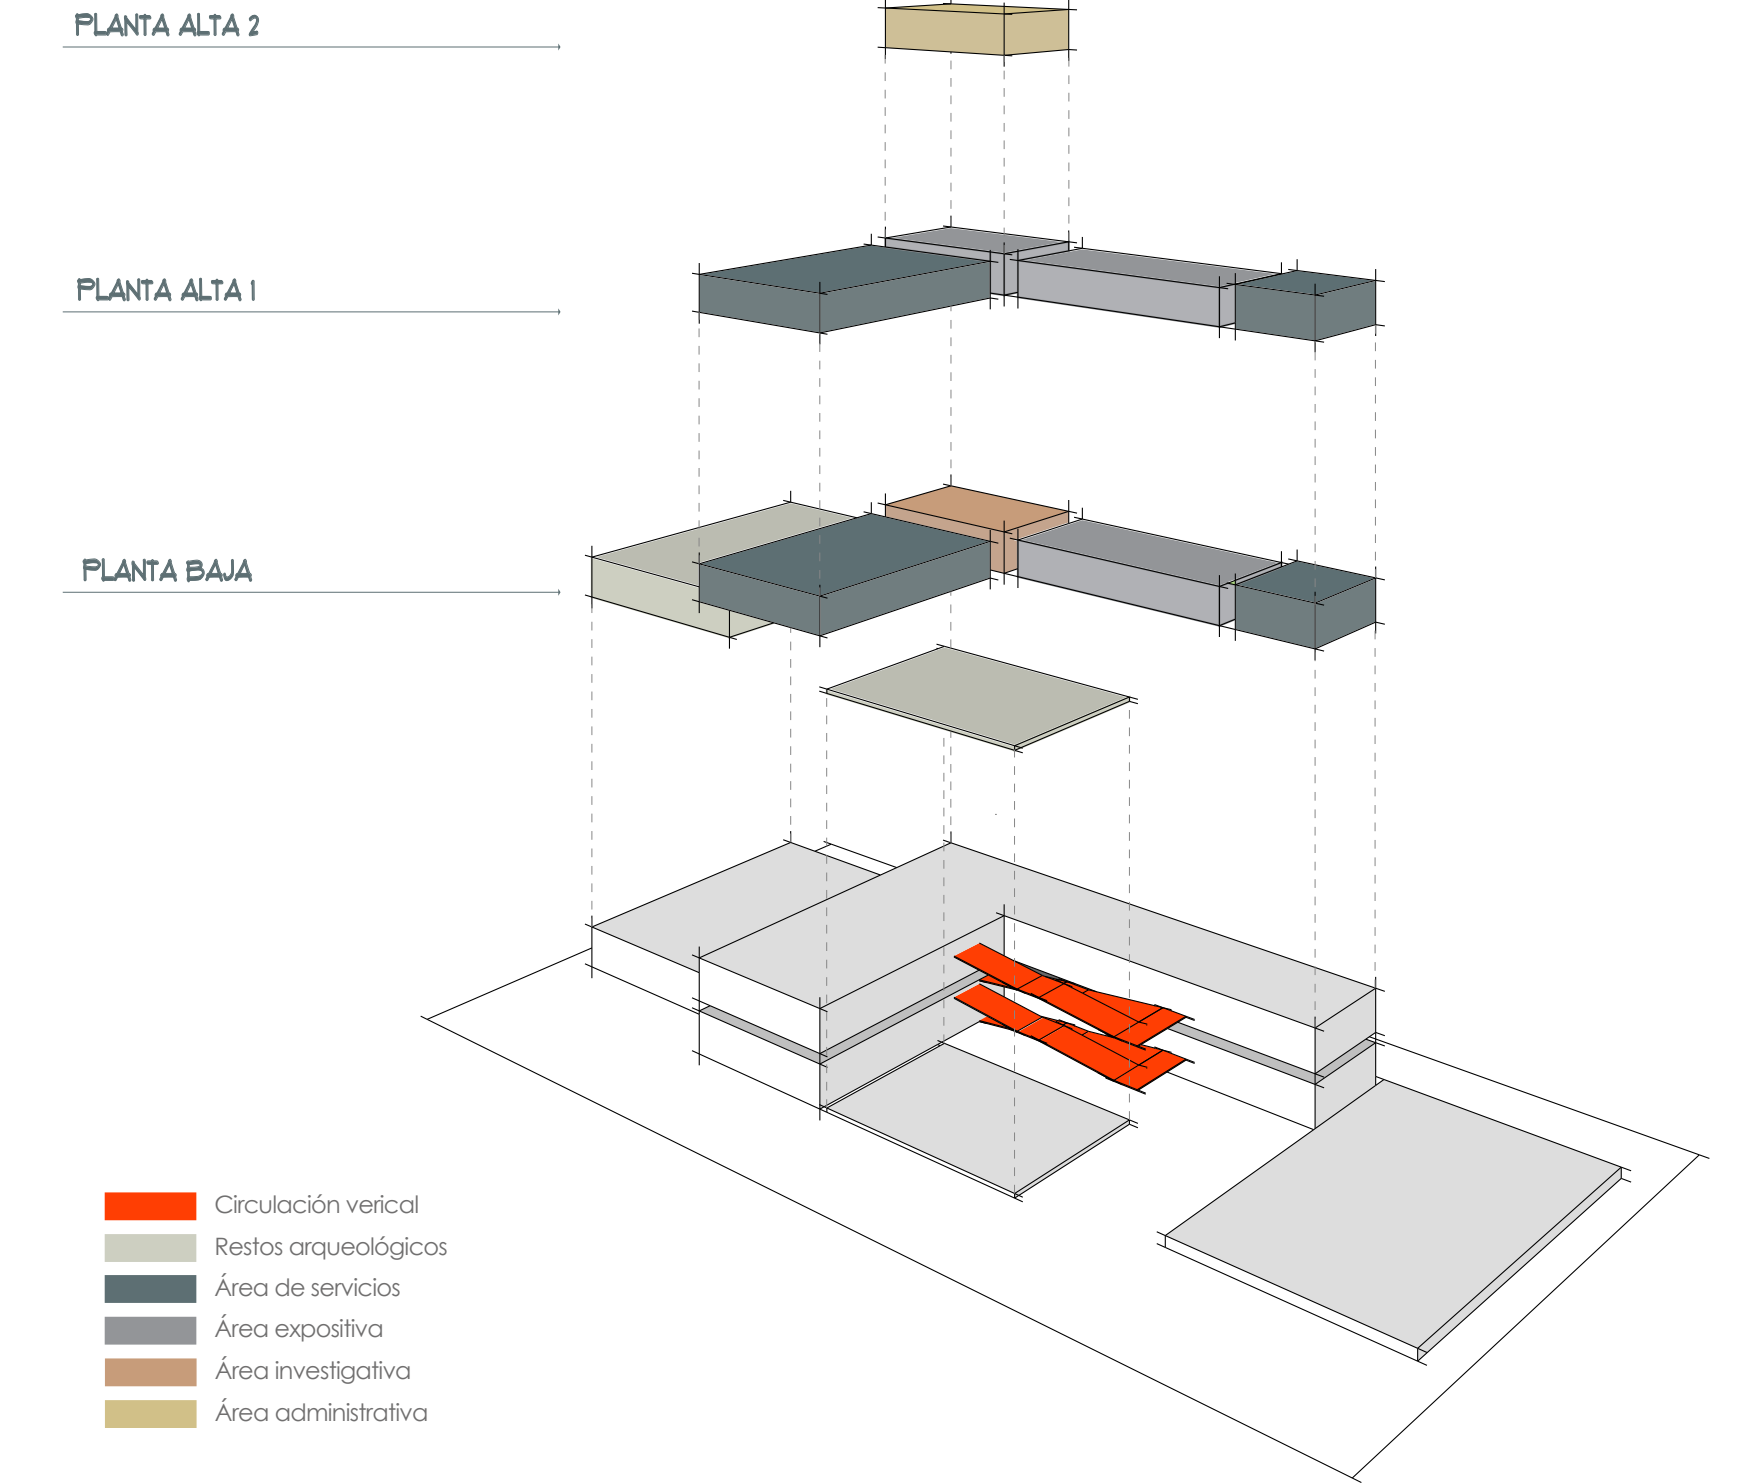 PLANTA ALTA 2
PLANTA ALTA 1
PLANTA BAJA
Circulación verical
Restos arqueológicos
Área de servicios
Área expositiva
Área investigativa
Área administrativa